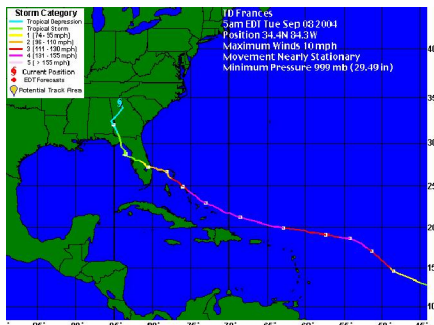 Storm Category
Tropical Depression
Tropical Storm
1 (74 - 95 mph)
2 (96 - 110 mph)
3 (111 - 130 mph)
4 (131 - 155 mph)
5 ( > 155 mph)
Current Position
EDT Forecasts
Potential Track Area
TD Frances
5am EDT Tue Sep 08 2004
Position 34.4N 84.3W
Maximum Winds 10 mph
Movement Nearly Stationary
Minimum Pressure 999 mb (29.49 in)
40
35
30
25
20
15
10